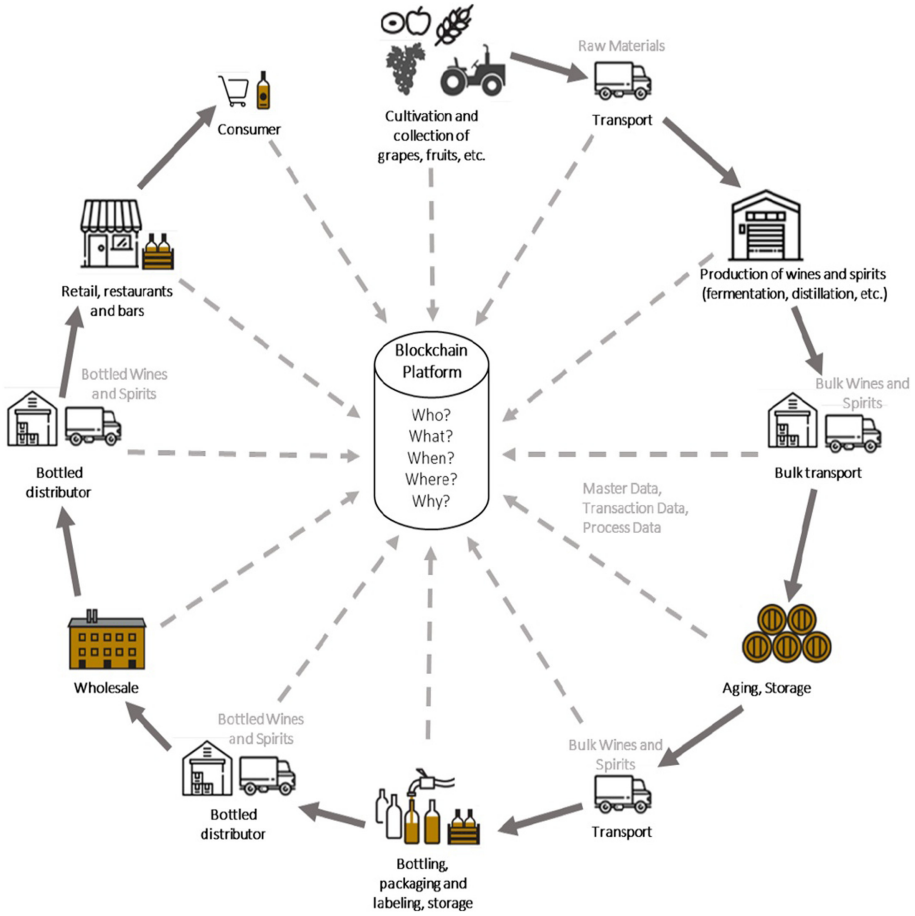 Raw Materials
Transport
Cultivation and
collection of
grapes, fruits, etc.
Consumer
Production of wines and spirits
(fermentation, distillation, etc.)
Retail, restaurants
and bars
Blockchain
Platform
Who?
What?
When?
Where?
Why?
Bottled Wines
and Spirits
Bottled
distributor
Bulk Wines and
Spirits
Bulk transport
Master Data,
Transaction Data,
Process Data
Wholesale
Aging, Storage
Bottled Wines
and Spirits
Bottled
distributor
Bulk Wines and
Spirits
Transport
Bottling,
packaging and
labeling, storage